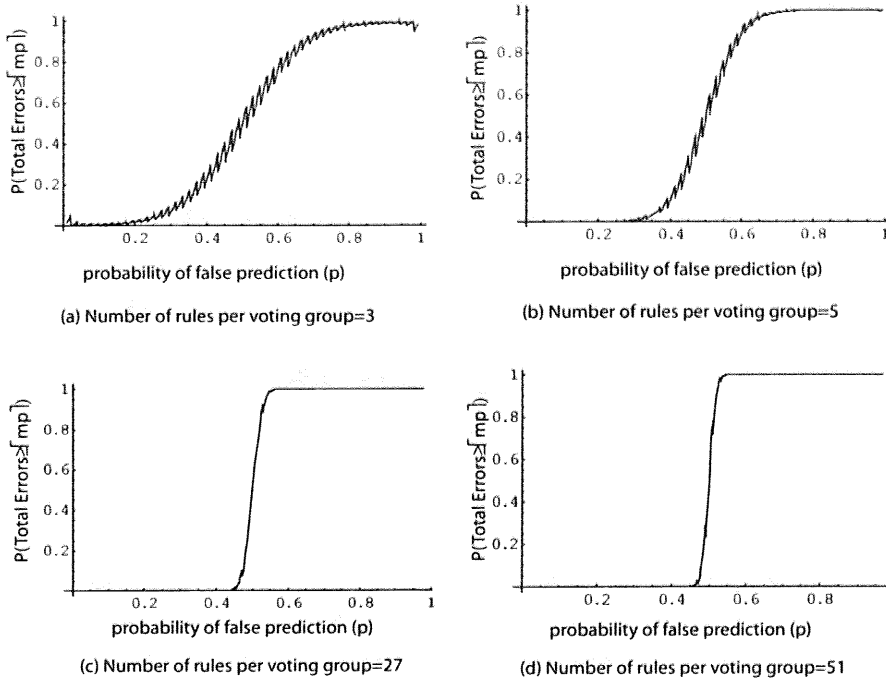 P(Total Errors≥⌈mp⌉)
1
0.8
0.6
0.4
0.2
0.2 0.4 0.6 0.8 1
probability of false prediction (p)
(a) Number of rules per voting group=3
P(Total Errors≥⌈mp⌉)
1
0.8
0.6
0.4
0.2
0.2 0.4 0.6 0.8 1
probability of false prediction (p)
(b) Number of rules per voting group=5
P(Total Errors≥⌈mp⌉)
1
0.8
0.6
0.4
0.2
0.2 0.4 0.6 0.8 1
probability of false prediction (p)
(c) Number of rules per voting group=27
P(Total Errors≥⌈mp⌉)
1
0.8
0.6
0.4
0.2
0.2 0.4 0.6 0.8
probability of false prediction (p)
(d) Number of rules per voting group=51